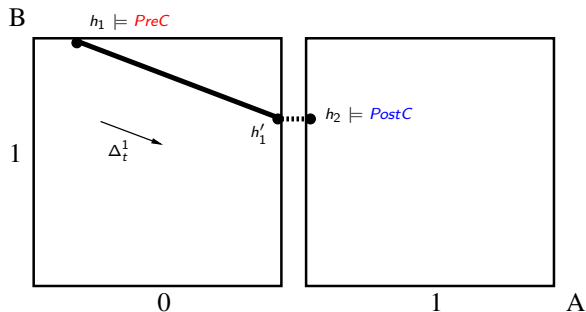 B
h₁ ⊨ PreC
h₂ ⊨ PostC
h′₁
1
Δ¹ₜ
0
1
A